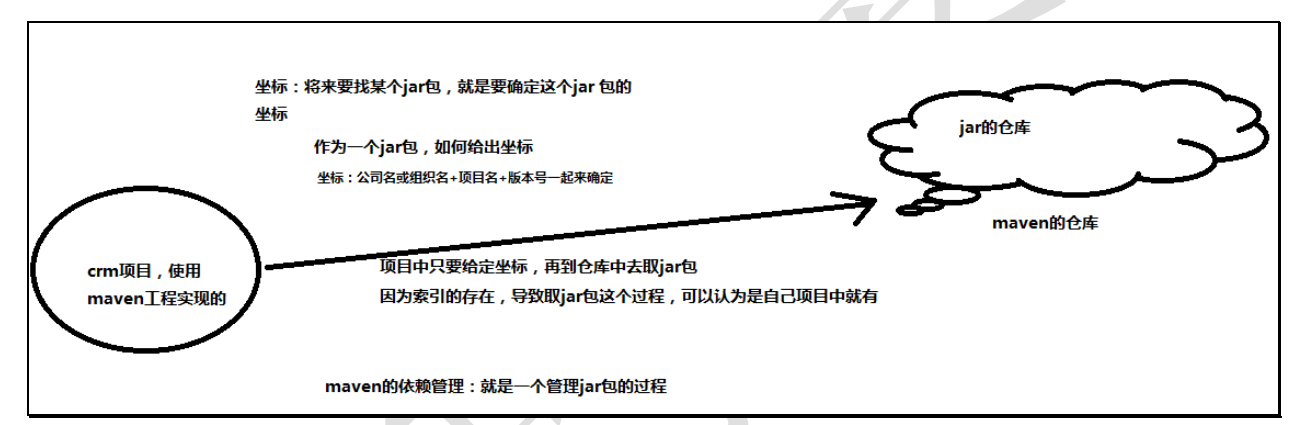 坐标：将来要找某个jar包，就是要确定这个jar 包的
坐标
作为一个jar包，如何给出坐标
坐标：公司名或组织名+项目名+版本号一起来确定
jar的仓库
maven的仓库
crm项目，使用
maven工程实现的
项目中只要给定坐标，再到仓库中去取jar包
因为索引的存在，导致取jar包这个过程，可以认为是自己项目中就有
maven的依赖管理：就是一个管理jar包的过程